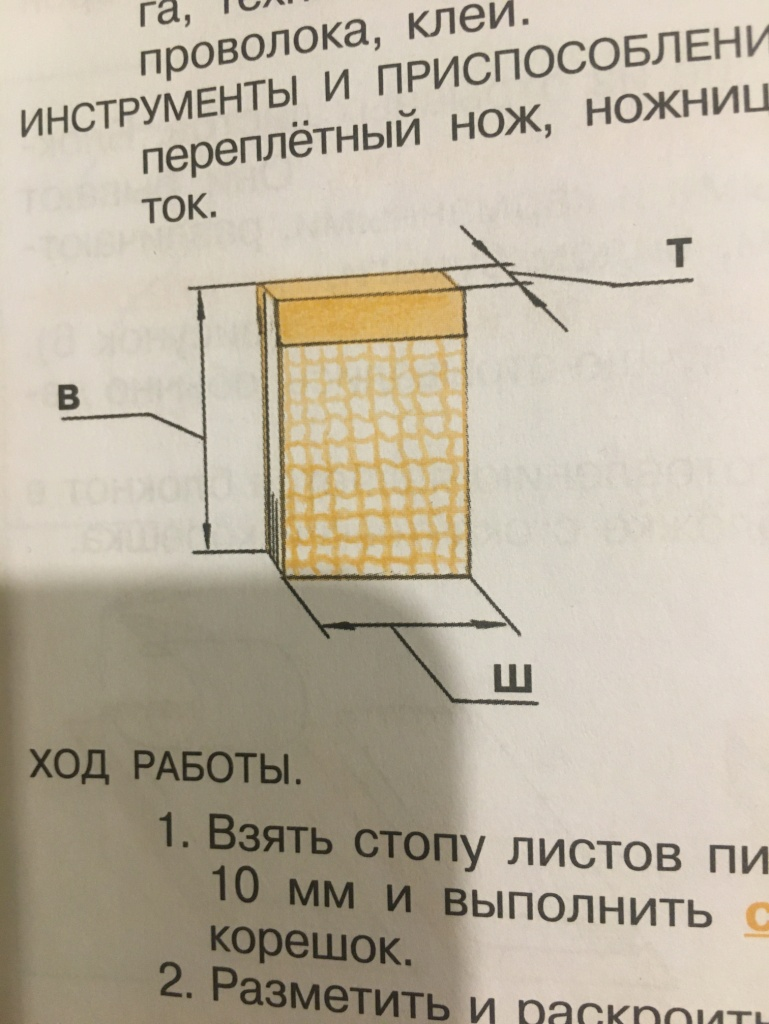 проволока, клей.
ИНСТРУМЕНТЫ И ПРИСПОСОБЛЕНИ
переплётный нож, ножниц
ток.
Т
В
Ш
ХОД РАБОТЫ.
1. Взять стопу листов пи
10 мм и выполнить с
корешок.
2. Разметить и раскроить